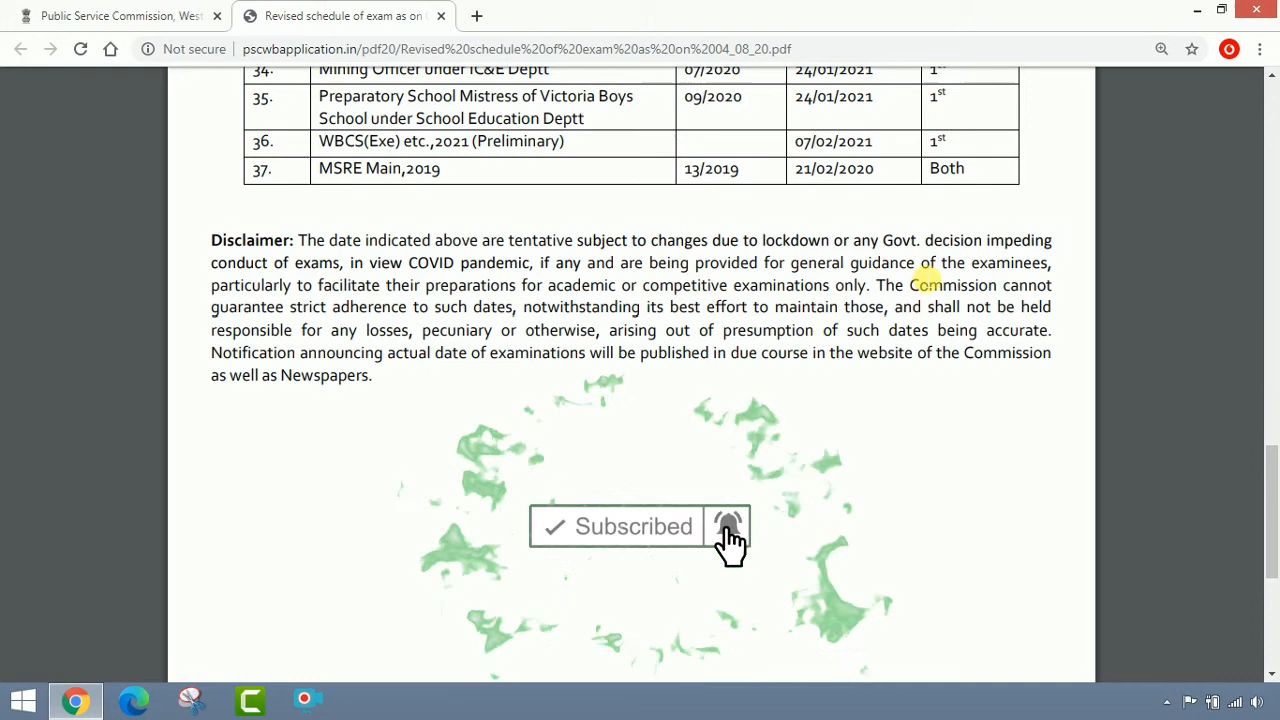 Public Service Commission, West
Revised schedule of exam as on
Not secure
pscwbapplication.in/pdf20/Revised%20schedule%20of%20exam%20as%20on%2004_08_20.pdf
34. Mining Officer under IC&E Deptt 07/2020 24/01/2021 1st
35. Preparatory School Mistress of Victoria Boys 09/2020 24/01/2021 1st
School under School Education Deptt
36. WBCS(Exe) etc.,2021 (Preliminary) 07/02/2021 1st
37. MSRE Main,2019 13/2019 21/02/2020 Both
Disclaimer: The date indicated above are tentative subject to changes due to lockdown or any Govt. decision impeding
conduct of exams, in view COVID pandemic, if any and are being provided for general guidance of the examinees,
particularly to facilitate their preparations for academic or competitive examinations only. The Commission cannot
guarantee strict adherence to such dates, notwithstanding its best effort to maintain those, and shall not be held
responsible for any losses, pecuniary or otherwise, arising out of presumption of such dates being accurate.
Notification announcing actual date of examinations will be published in due course in the website of the Commission
as well as Newspapers.
Subscribed